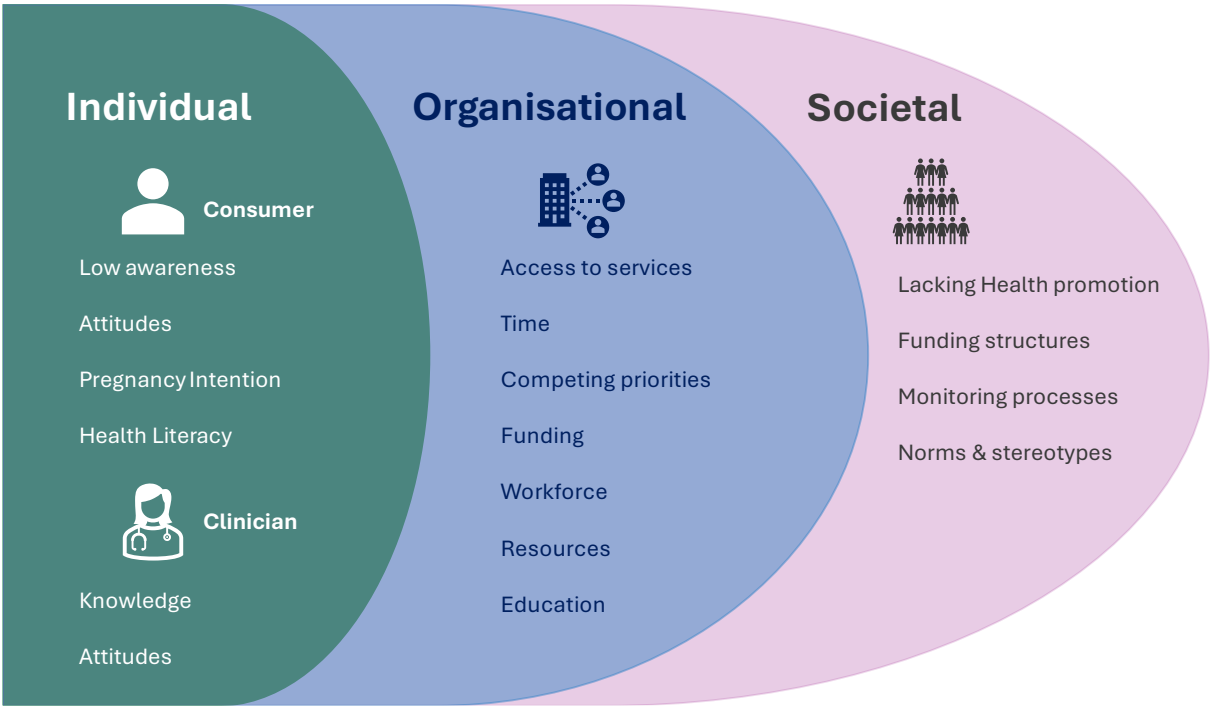 Individual
Consumer
Low awareness
Attitudes
Pregnancy Intention
Health Literacy
Clinician
Knowledge
Attitudes
Organisational
Access to services
Time
Competing priorities
Funding
Workforce
Resources
Education
Societal
Lacking Health promotion
Funding structures
Monitoring processes
Norms & stereotypes